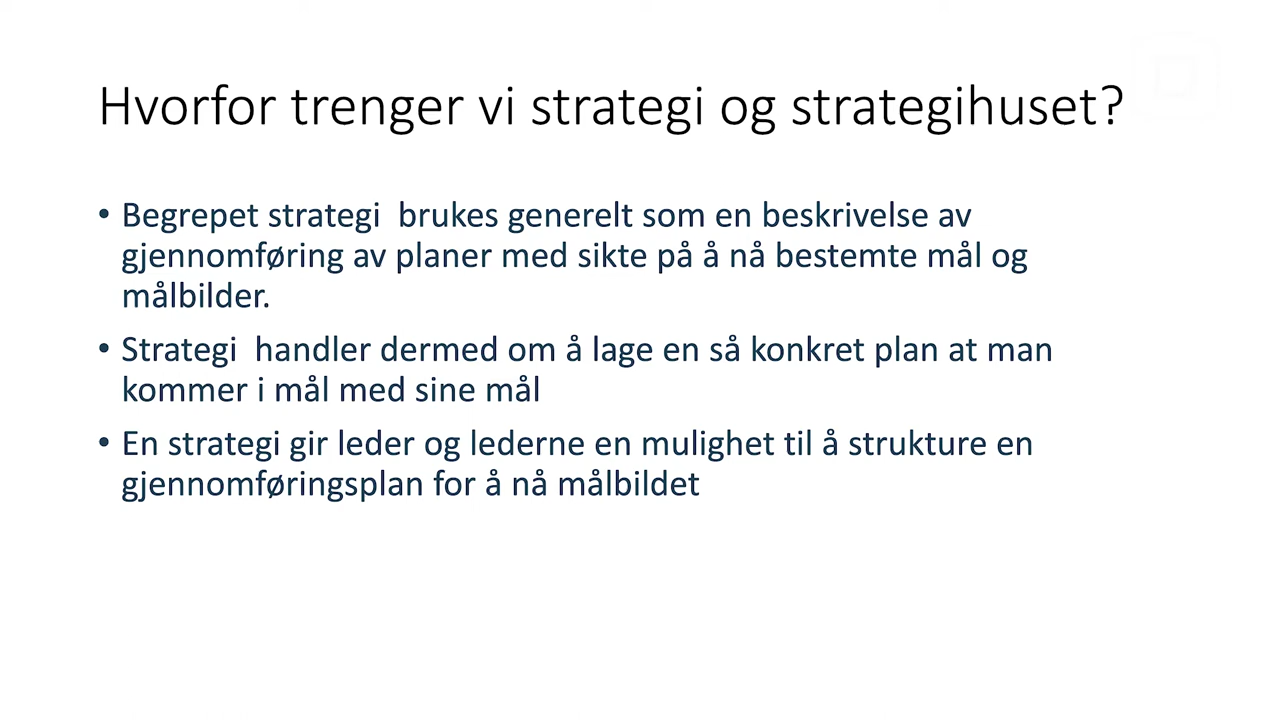 Hvorfor trenger vi strategi og strategihuset?
• Begrepet strategi  brukes generelt som en beskrivelse av
gjennomføring av planer med sikte på å nå bestemte mål og
målbilder.
• Strategi  handler dermed om å lage en så konkret plan at man
kommer i mål med sine mål
• En strategi gir leder og lederne en mulighet til å strukture en
gjennomføringsplan for å nå målbildet